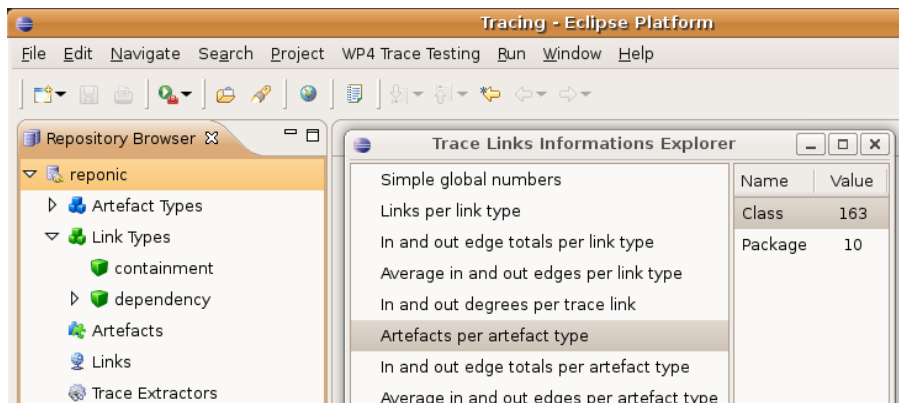 Tracing - Eclipse Platform
File Edit Navigate Search Project WP4 Trace Testing Run Window Help
Repository Browser
reponic
Artefact Types
Link Types
containment
dependency
Artefacts
Links
Trace Extractors
Trace Links Informations Explorer
Simple global numbers
Links per link type
In and out edge totals per link type
Average in and out edges per link type
In and out degrees per trace link
Artefacts per artefact type
In and out edge totals per artefact type
Average in and out edges per artefact type
Name Value
Class 163
Package 10